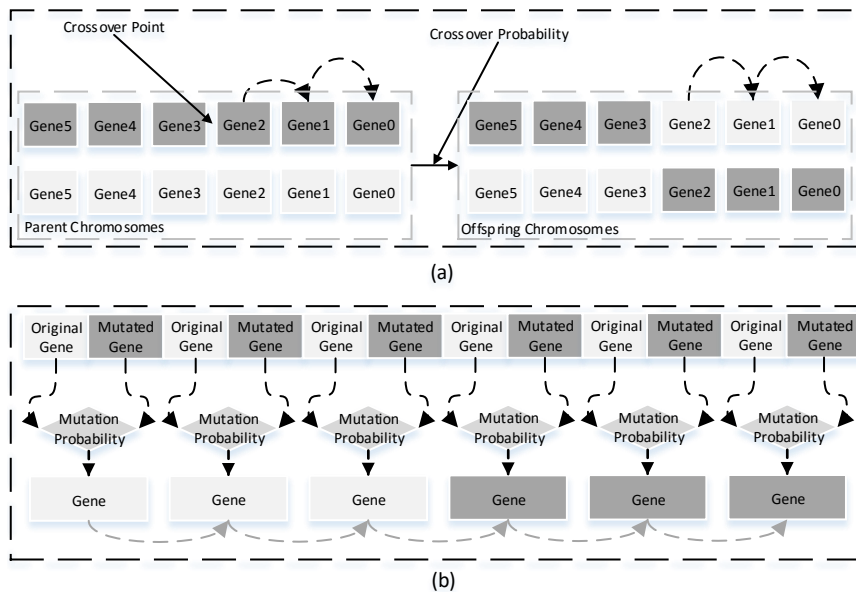 Crossover Point
Crossover Probability
Gene5 Gene4 Gene3 Gene2 Gene1 Gene0 Gene5 Gene4 Gene3 Gene2 Gene1 Gene0
Gene5 Gene4 Gene3 Gene2 Gene1 Gene0 Gene5 Gene4 Gene3 Gene2 Gene1 Gene0
Parent Chromosomes Offspring Chromosomes
(a)
Original Mutated Original Mutated Original Mutated Original Mutated Original Mutated Original Mutated
Gene Gene Gene Gene Gene Gene Gene Gene Gene Gene Gene Gene
Mutation Mutation Mutation Mutation Mutation Mutation
Probability Probability Probability Probability Probability Probability
Gene Gene Gene Gene Gene Gene
(b)